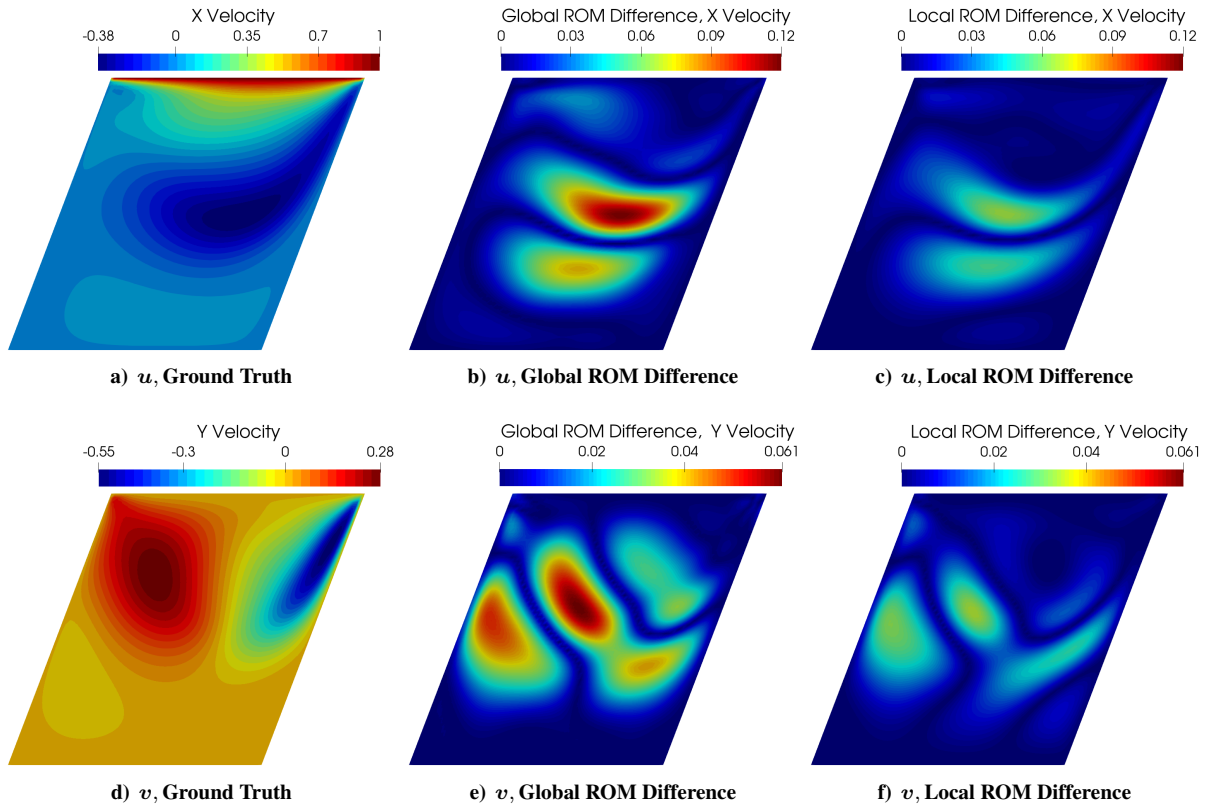 X Velocity
-0.38 0 0.35 0.7 1
Global ROM Difference, X Velocity
0 0.03 0.06 0.09 0.12
Local ROM Difference, X Velocity
0 0.03 0.06 0.09 0.12
a) u, Ground Truth
b) u, Global ROM Difference
c) u, Local ROM Difference
Y Velocity
-0.55 -0.3 0 0.28
Global ROM Difference, Y Velocity
0 0.02 0.04 0.061
Local ROM Difference, Y Velocity
0 0.02 0.04 0.061
d) v, Ground Truth
e) v, Global ROM Difference
f) v, Local ROM Difference